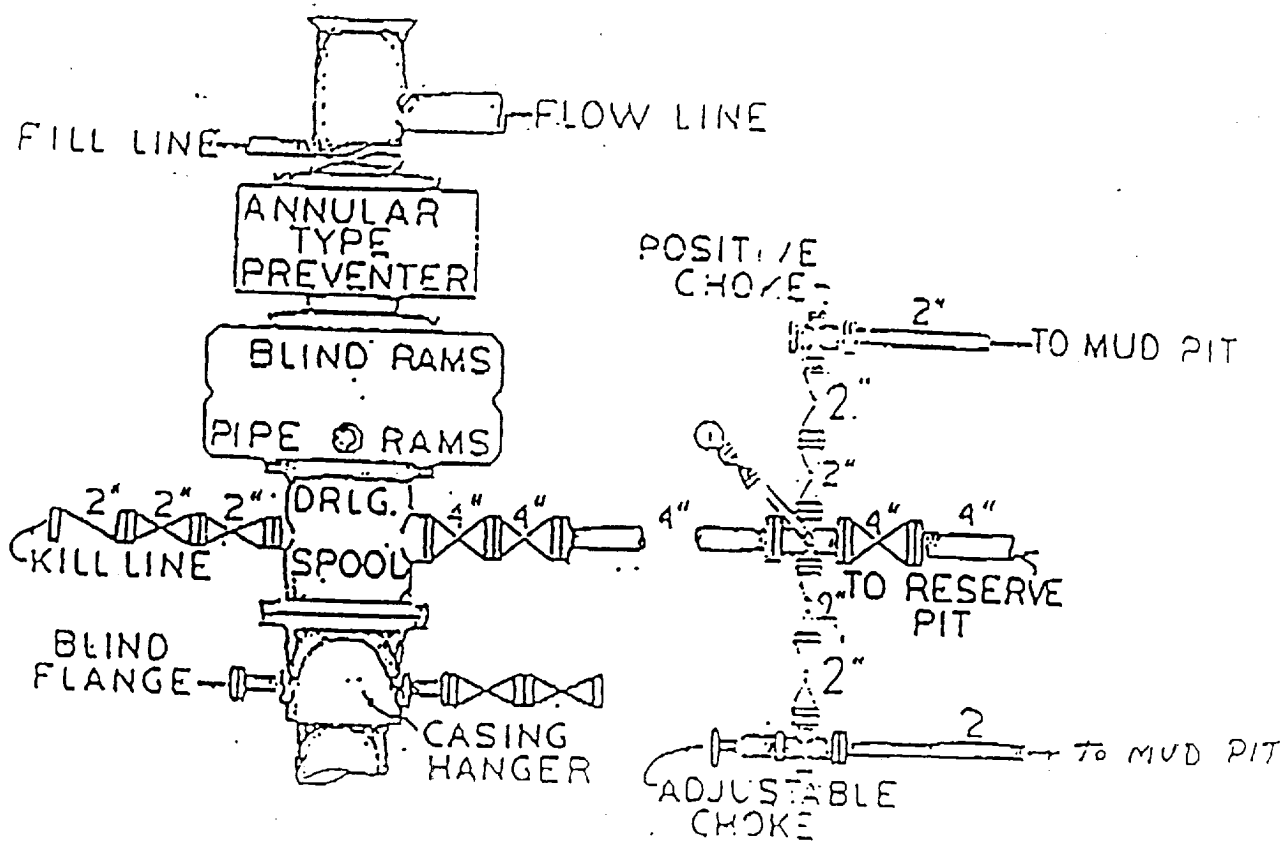 FILL LINE
FLOW LINE
ANNULAR
TYPE
PREVENTER
BLIND RAMS
PIPE RAMS
2" 2" 2"
DRLG.
SPOOL
4" 4"
KILL LINE
BLIND
FLANGE
CASING
HANGER
POSITIVE
CHOKE
2"
TO MUD PIT
2"
2"
4"
4" 4"
TO RESERVE
PIT
2"
2"
2
TO MUD PIT
ADJUSTABLE
CHOKE